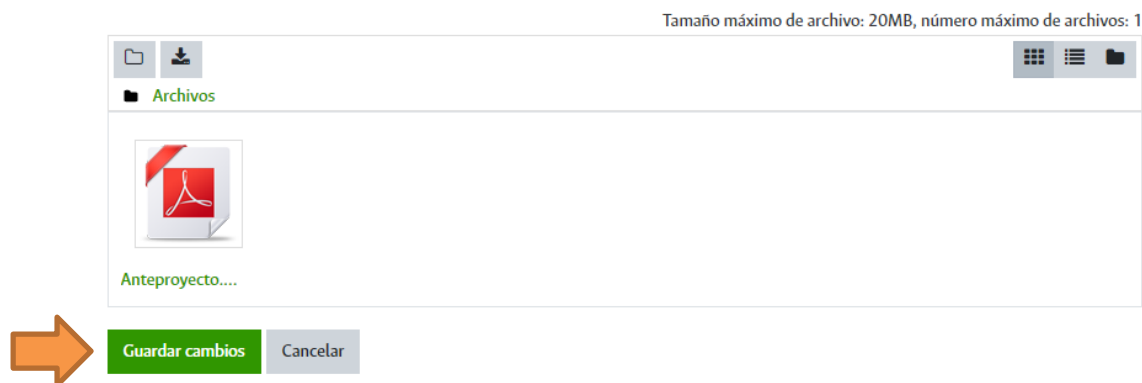 Tamaño máximo de archivo: 20MB, número máximo de archivos: 1
Archivos
Anteproyecto....
Guardar cambios Cancelar